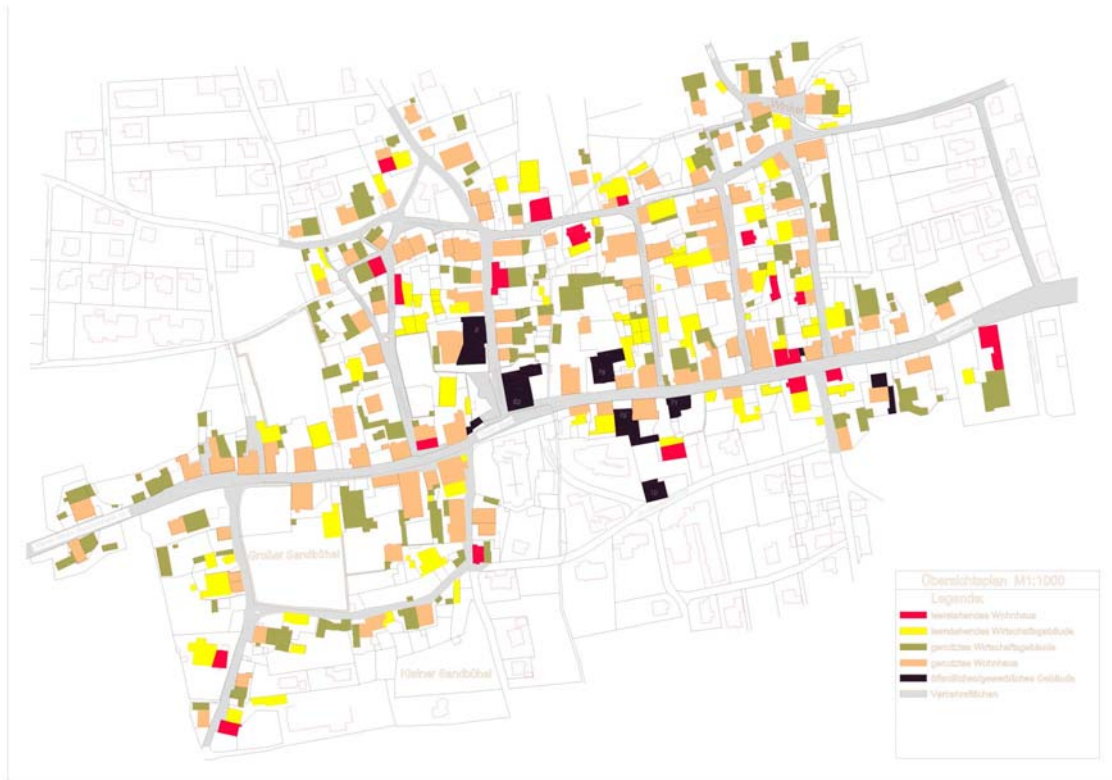 Winkel
Großer Sandbühel
Kleiner Sandbühel
Übersichtsplan M1:1000
Legende:
leerstehendes Wohnhaus
leerstehendes Wirtschaftsgebäude
genutztes Wirtschaftsgebäude
genutztes Wohnhaus
öffentliches/gewerbliches Gebäude
Verkehrsflächen